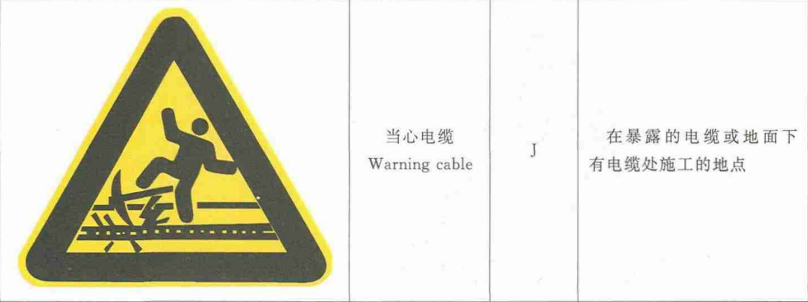 当心电缆
Warning cable
J
在暴露的电缆或地面下
有电缆处施工的地点